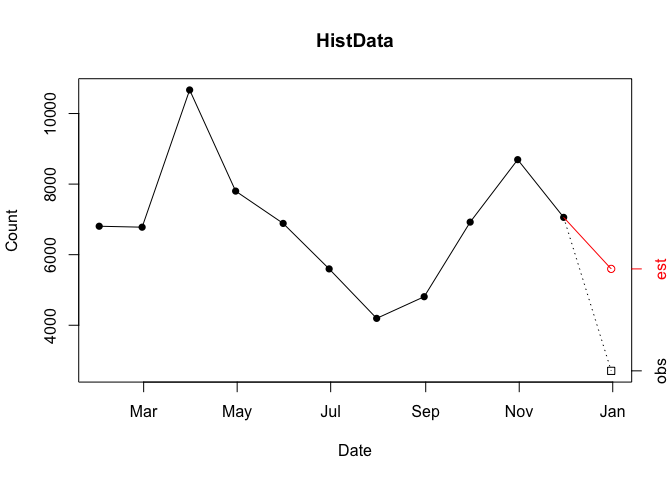 HistData
Count
10000
8000
6000
4000
est
obs
Mar May Jul Sep Nov Jan
Date